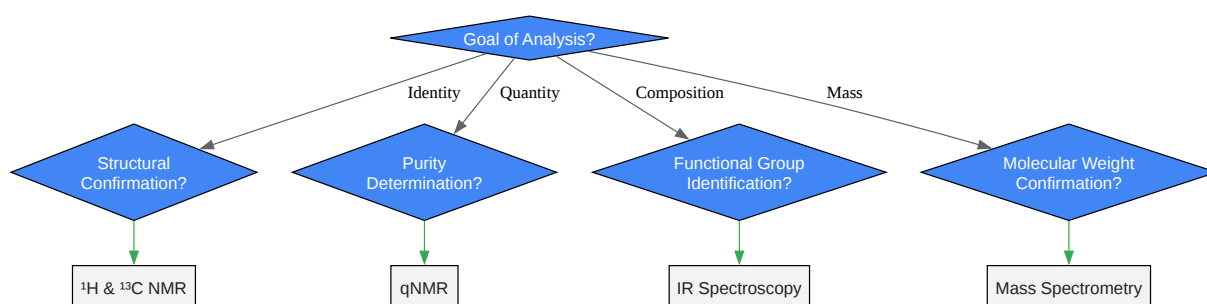 Goal of Analysis?
Identity
Quantity
Composition
Mass
Structural
Confirmation?
Purity
Determination?
Functional Group
Identification?
Molecular Weight
Confirmation?
¹H & ¹³C NMR
qNMR
IR Spectroscopy
Mass Spectrometry